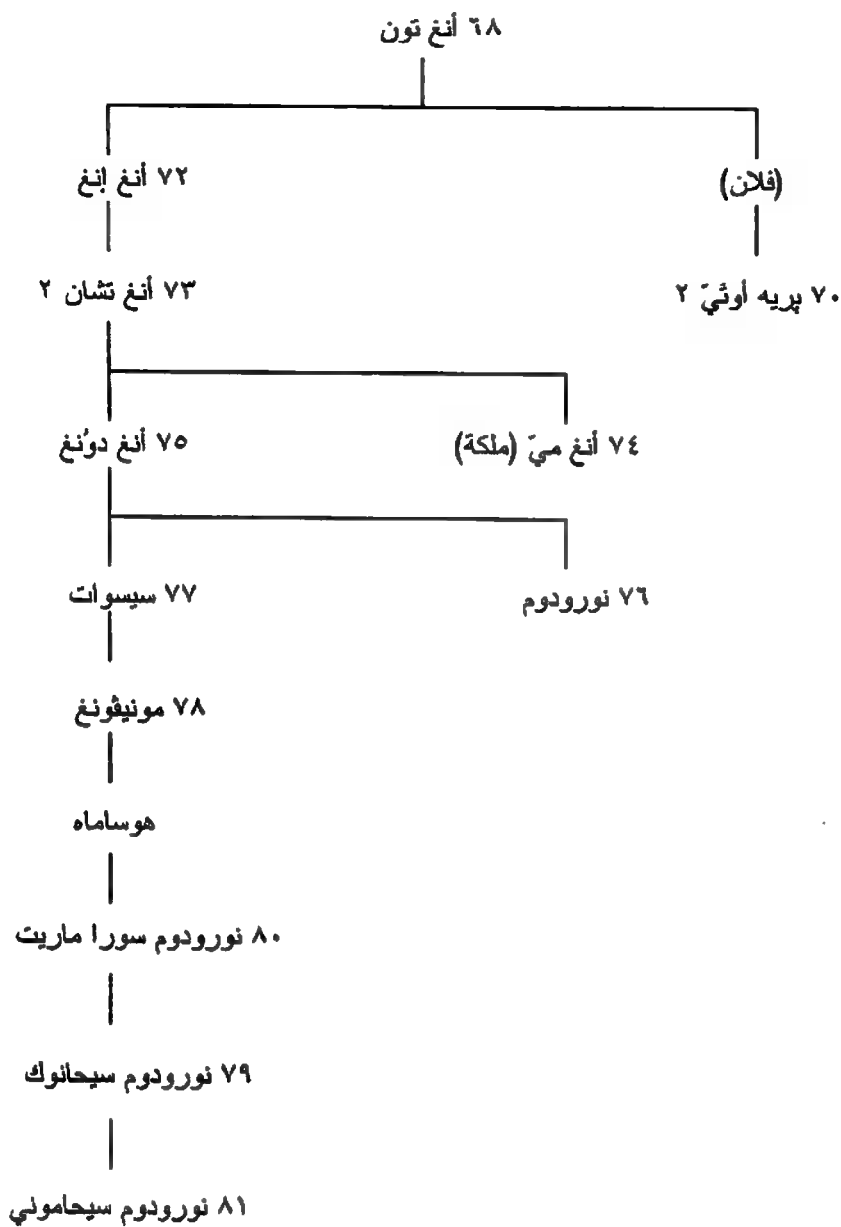 ٦٨ أنغ تون
(فلان)
٧٢ أنغ إنغ
٧٠ پريه أوتيّ ٢
٧٣ أنغ تشان ٢
٧٤ أنغ ميّ (ملكة)
٧٥ أنغ دوُنغ
٧٦ نورودوم
٧٧ سيسوات
٧٨ مونيڤونغ
هوساماه
٨٠ نورودوم سورا ماريت
٧٩ نورودوم سيحانوك
٨١ نورودوم سيحاموني